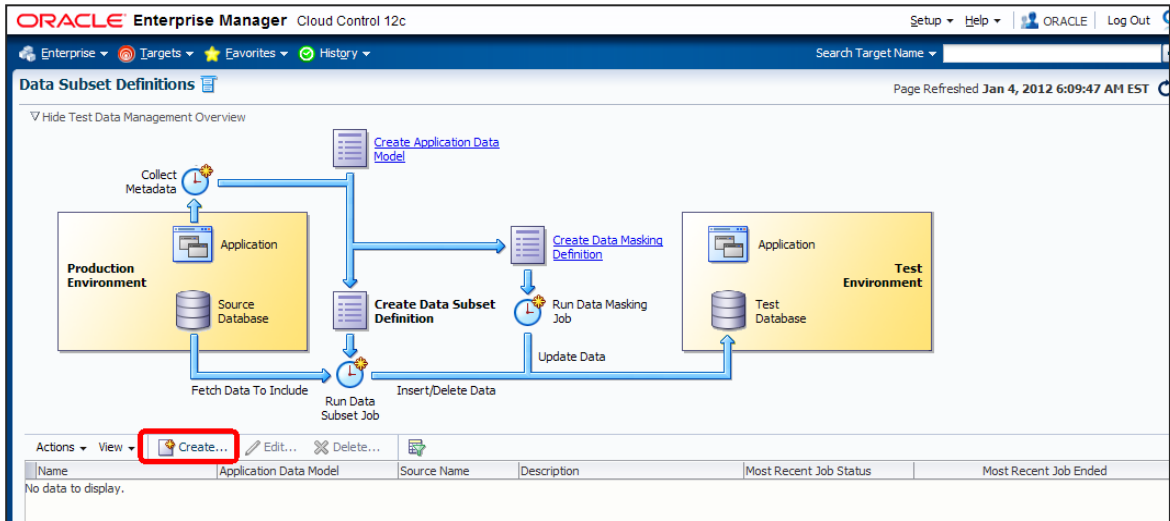 ORACLE Enterprise Manager Cloud Control 12c
Setup Help ORACLE Log Out
Enterprise Targets Favorites History Search Target Name
Data Subset Definitions
Page Refreshed Jan 4, 2012 6:09:47 AM EST
Hide Test Data Management Overview
Create Application Data
Model
Collect
Metadata
Application
Production
Environment
Source
Database
Create Data Masking
Definition
Create Data Subset
Definition
Run Data Masking
Job
Application
Test
Environment
Test
Database
Update Data
Fetch Data To Include
Insert/Delete Data
Run Data
Subset Job
Actions View Create... Edit... Delete...
Name Application Data Model Source Name Description Most Recent Job Status Most Recent Job Ended
No data to display.